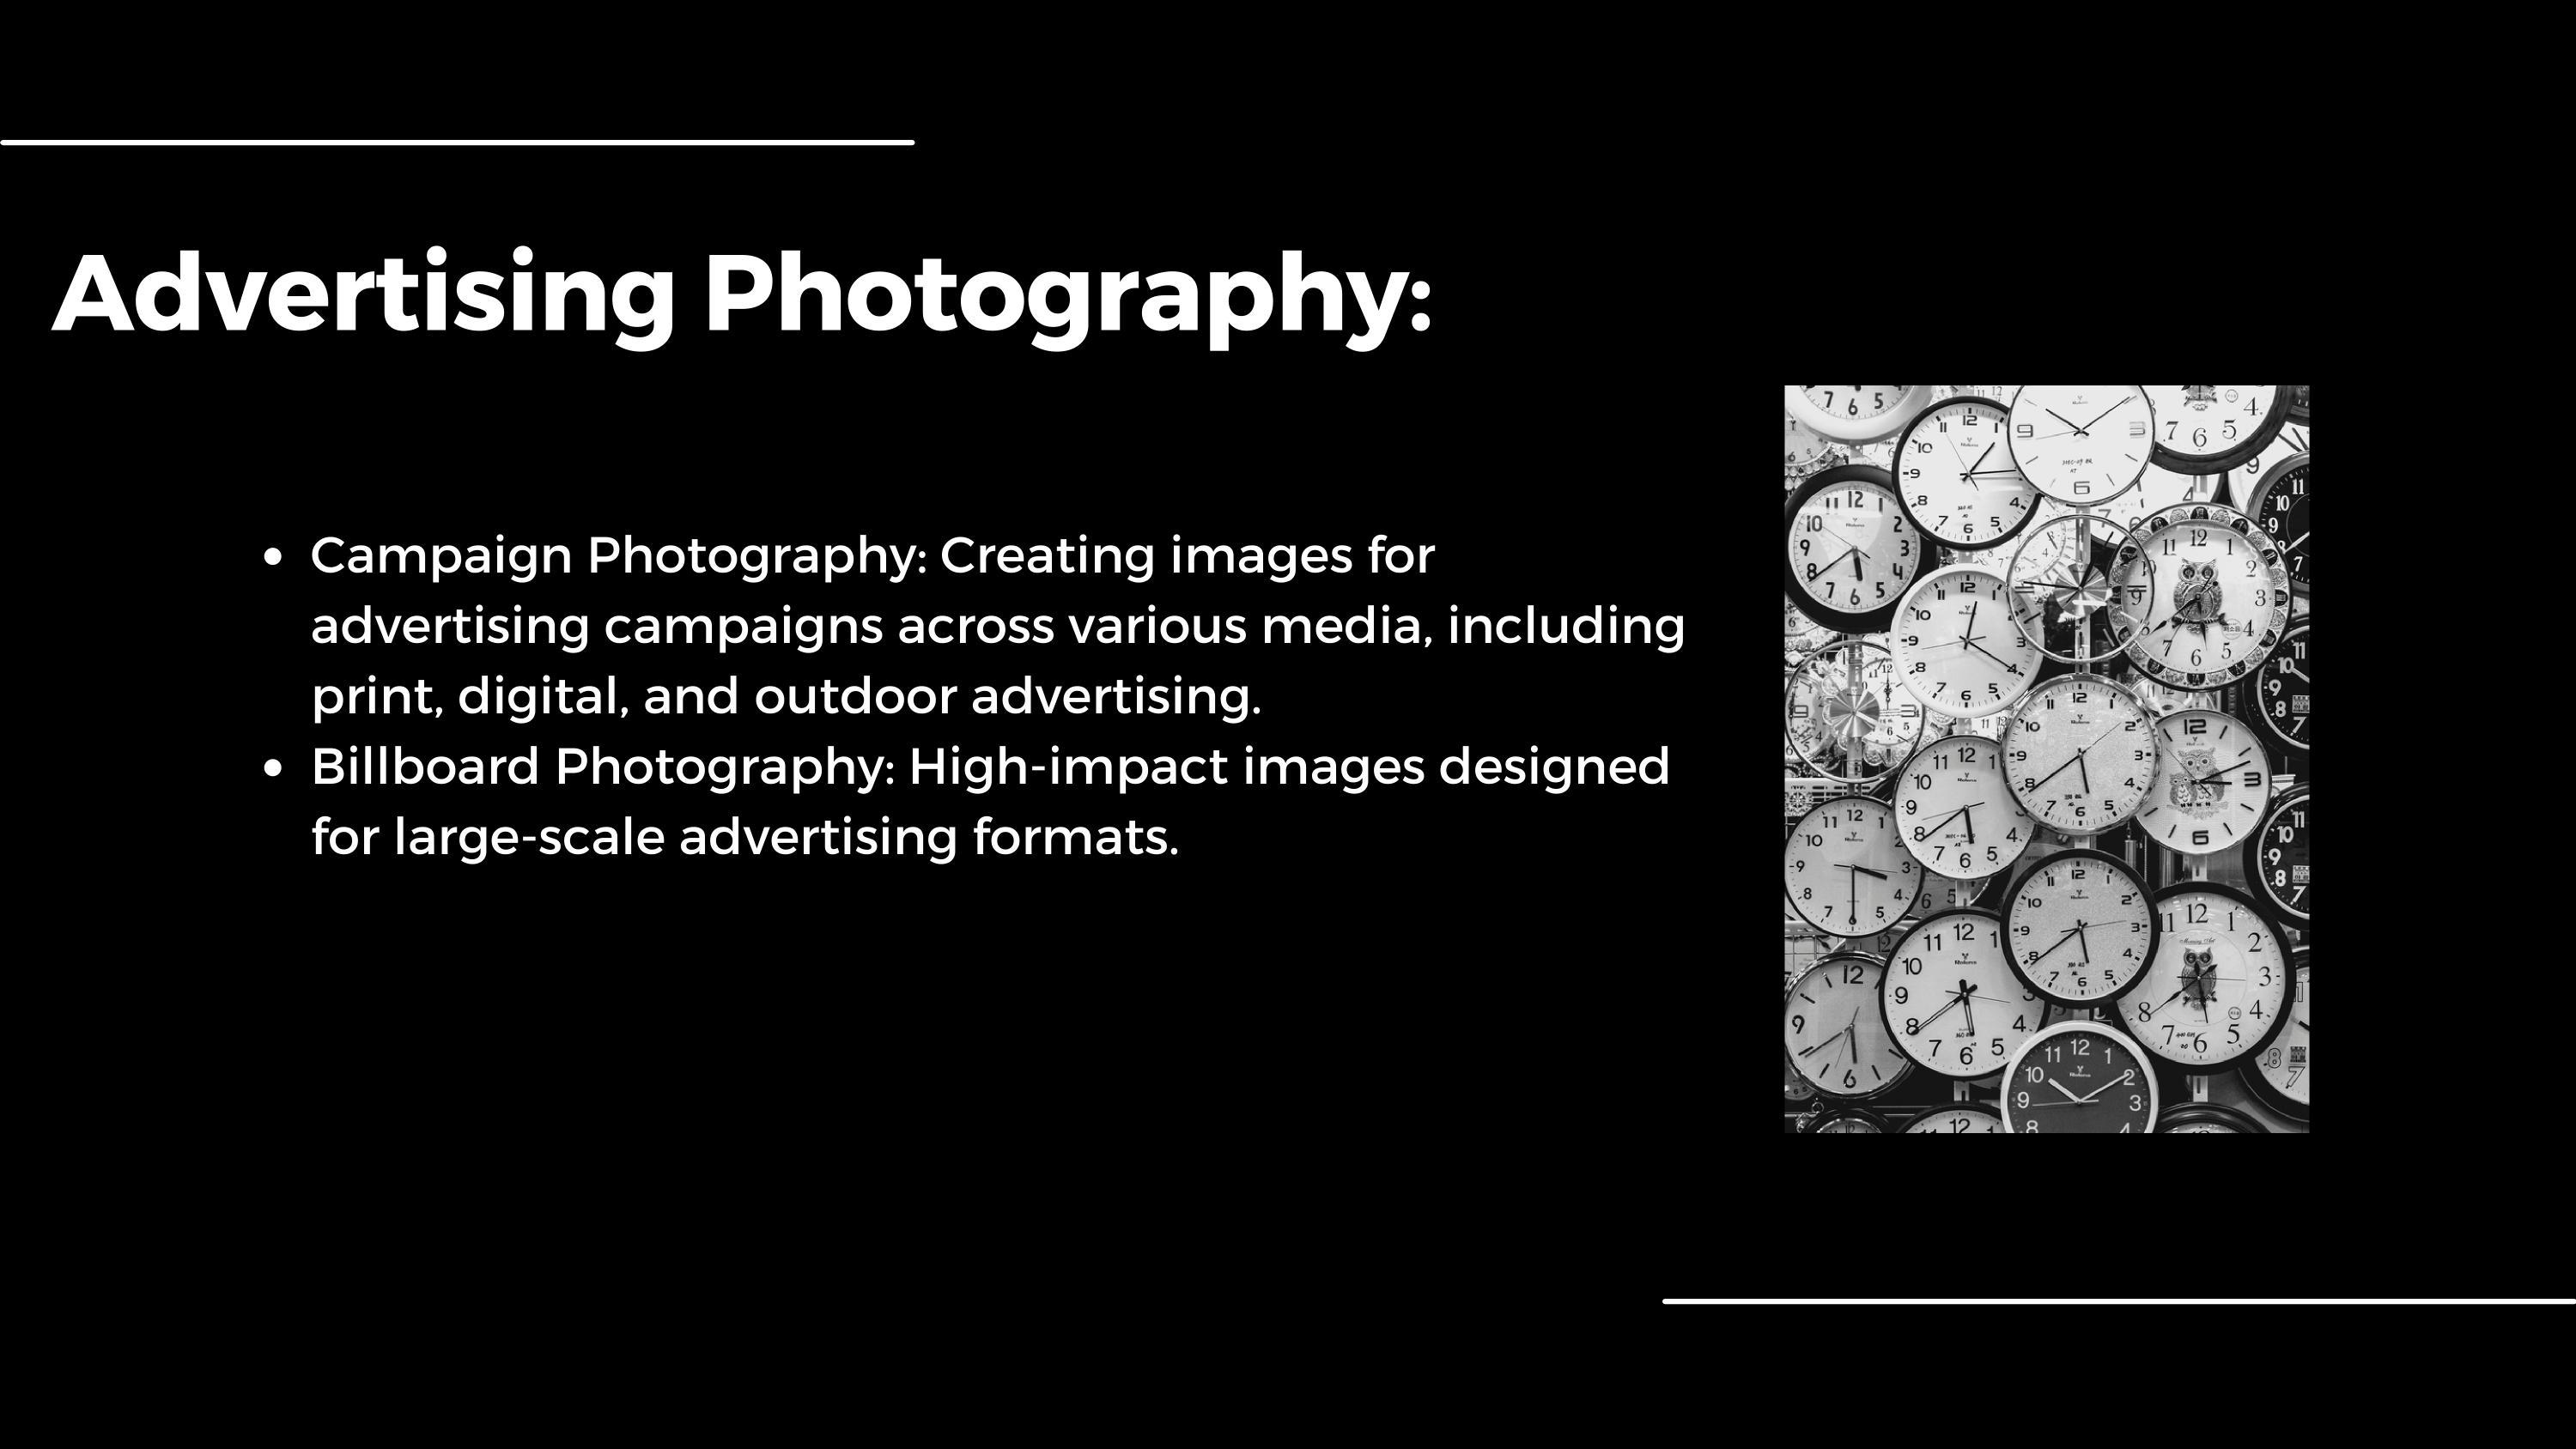 Advertising Photography:
• Campaign Photography: Creating images for
advertising campaigns across various media, including
print, digital, and outdoor advertising.
• Billboard Photography: High-impact images designed
for large-scale advertising formats.